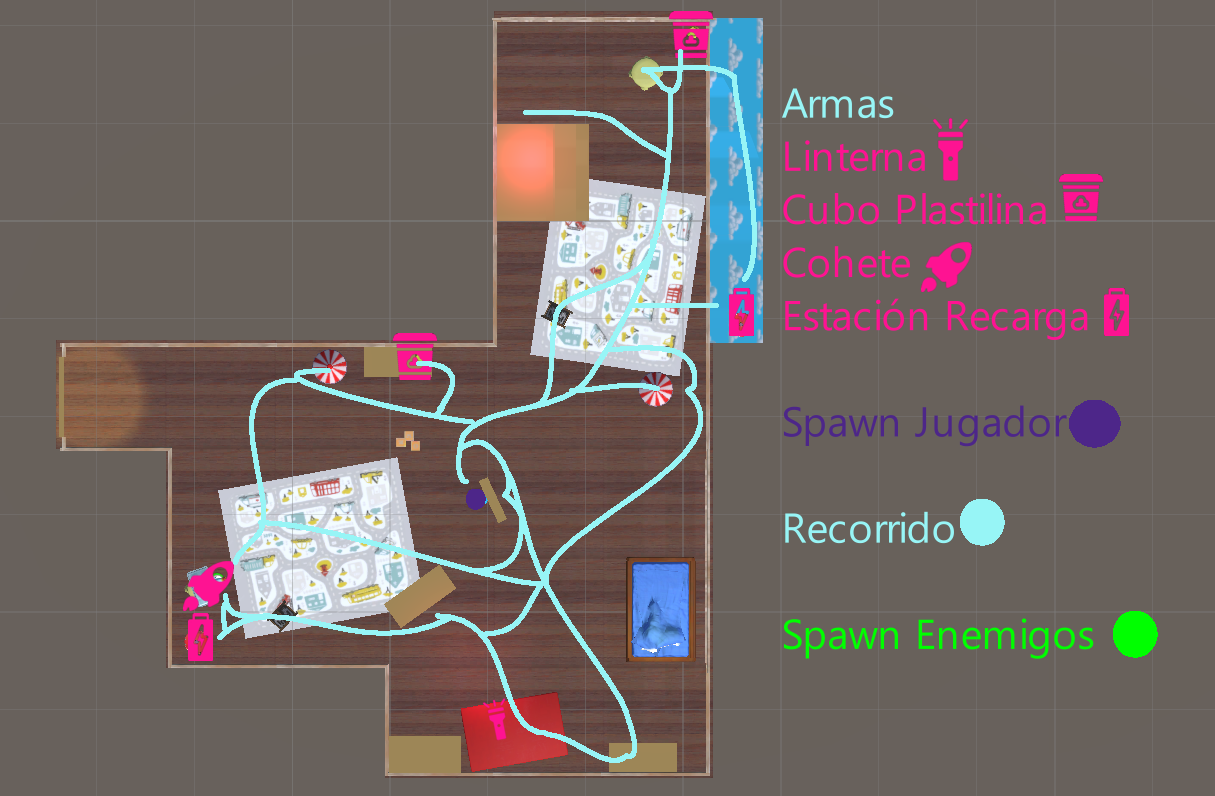 Armas
Linterna
Cubo Plastilina
Cohete
Estación Recarga
Spawn Jugador
Recorrido
Spawn Enemigos